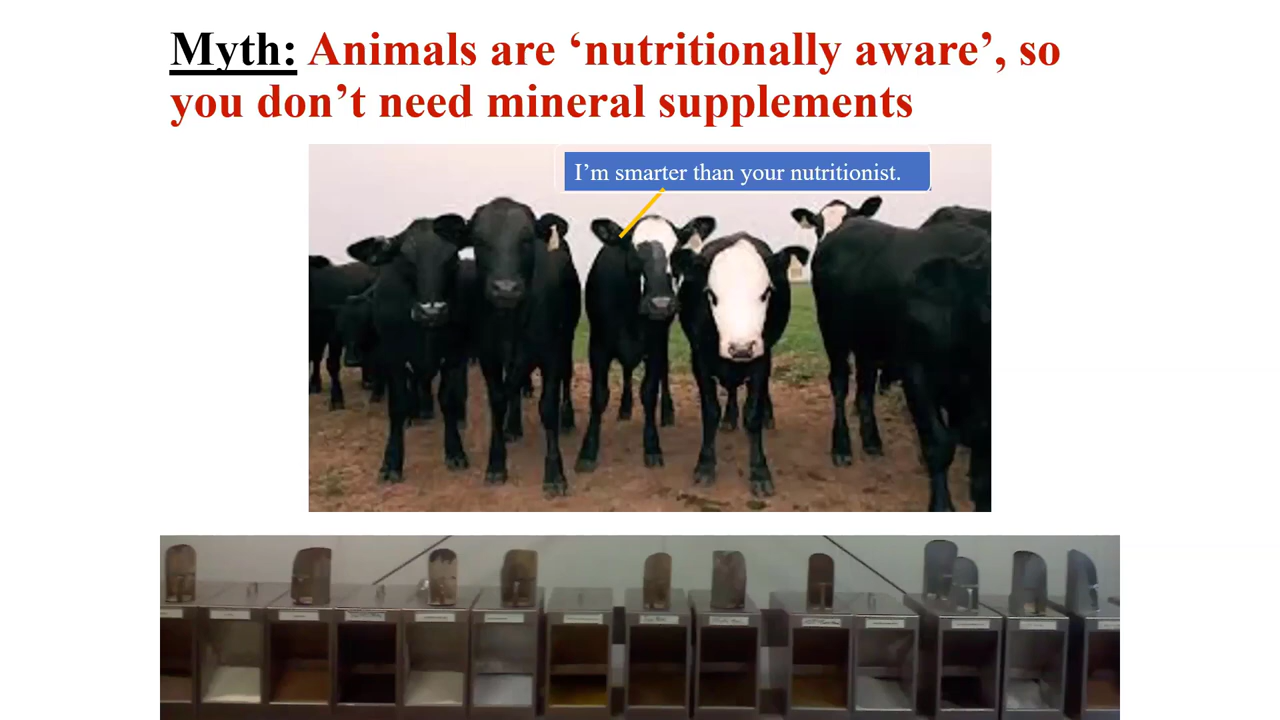 Myth: Animals are ‘nutritionally aware’, so
you don’t need mineral supplements
I’m smarter than your nutritionist.